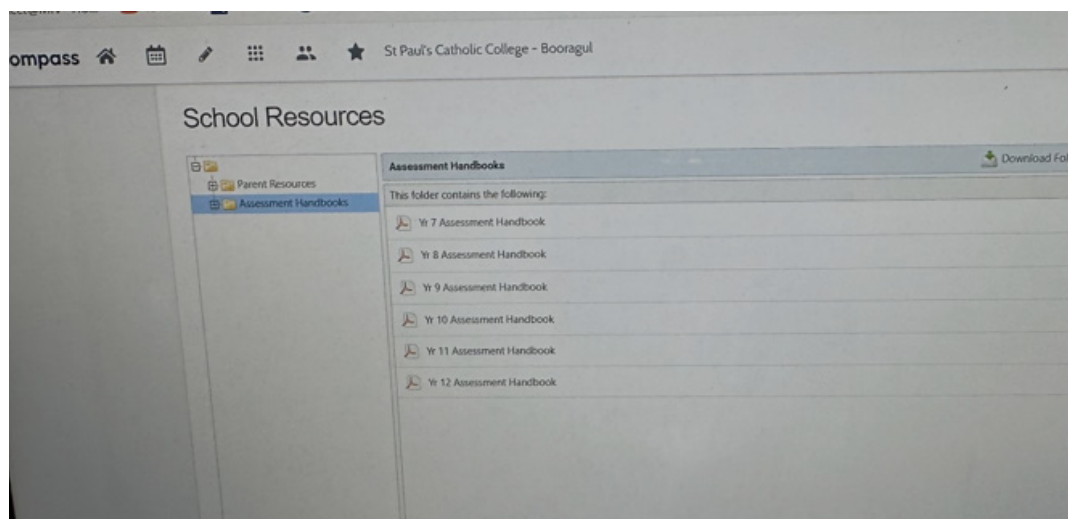 ompass
St Paul's Catholic College - Booragul
School Resources
Parent Resources
Assessment Handbooks
Assessment Handbooks
Download Fol
This folder contains the following:
Yr 7 Assessment Handbook
Yr 8 Assessment Handbook
Yr 9 Assessment Handbook
Yr 10 Assessment Handbook
Yr 11 Assessment Handbook
Yr 12 Assessment Handbook